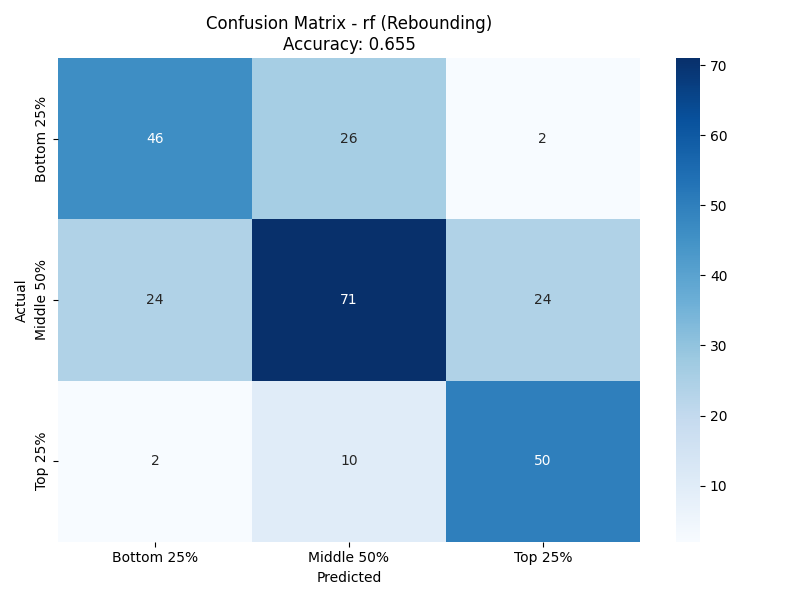 Confusion Matrix - rf (Rebounding)
Accuracy: 0.655
Actual
Bottom 25%
46
26
2
Middle 50%
24
71
24
Top 25%
2
10
50
Bottom 25%
Middle 50%
Top 25%
Predicted
70
60
50
40
30
20
10